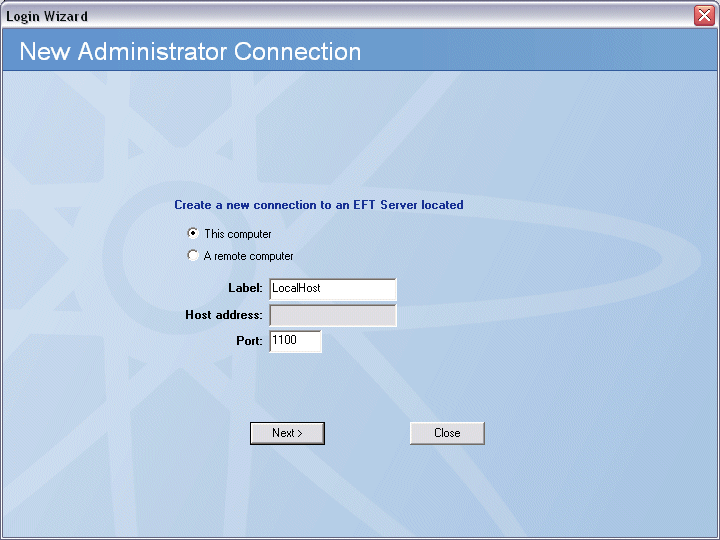 Login Wizard
New Administrator Connection
Create a new connection to an EFT Server located
This computer
A remote computer
Label: LocalHost
Host address:
Port: 1100
Next >
Close